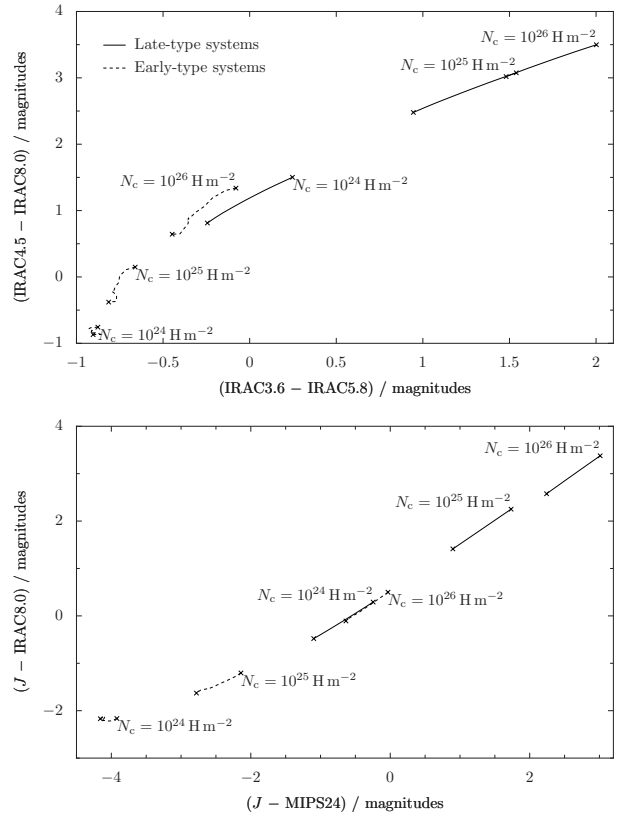 4
3
2
1
0
−1
−1
−0.5
0
0.5
1
1.5
2
(IRAC4.5 − IRAC8.0) / magnitudes
(IRAC3.6 − IRAC5.8) / magnitudes
Late-type systems
Early-type systems
N_c = 10^26 H m^−2
N_c = 10^25 H m^−2
N_c = 10^26 H m^−2
N_c = 10^24 H m^−2
N_c = 10^25 H m^−2
N_c = 10^24 H m^−2
4
2
0
−2
−4
−2
0
2
(J − IRAC8.0) / magnitudes
(J − MIPS24) / magnitudes
N_c = 10^26 H m^−2
N_c = 10^25 H m^−2
N_c = 10^24 H m^−2
N_c = 10^26 H m^−2
N_c = 10^25 H m^−2
N_c = 10^24 H m^−2